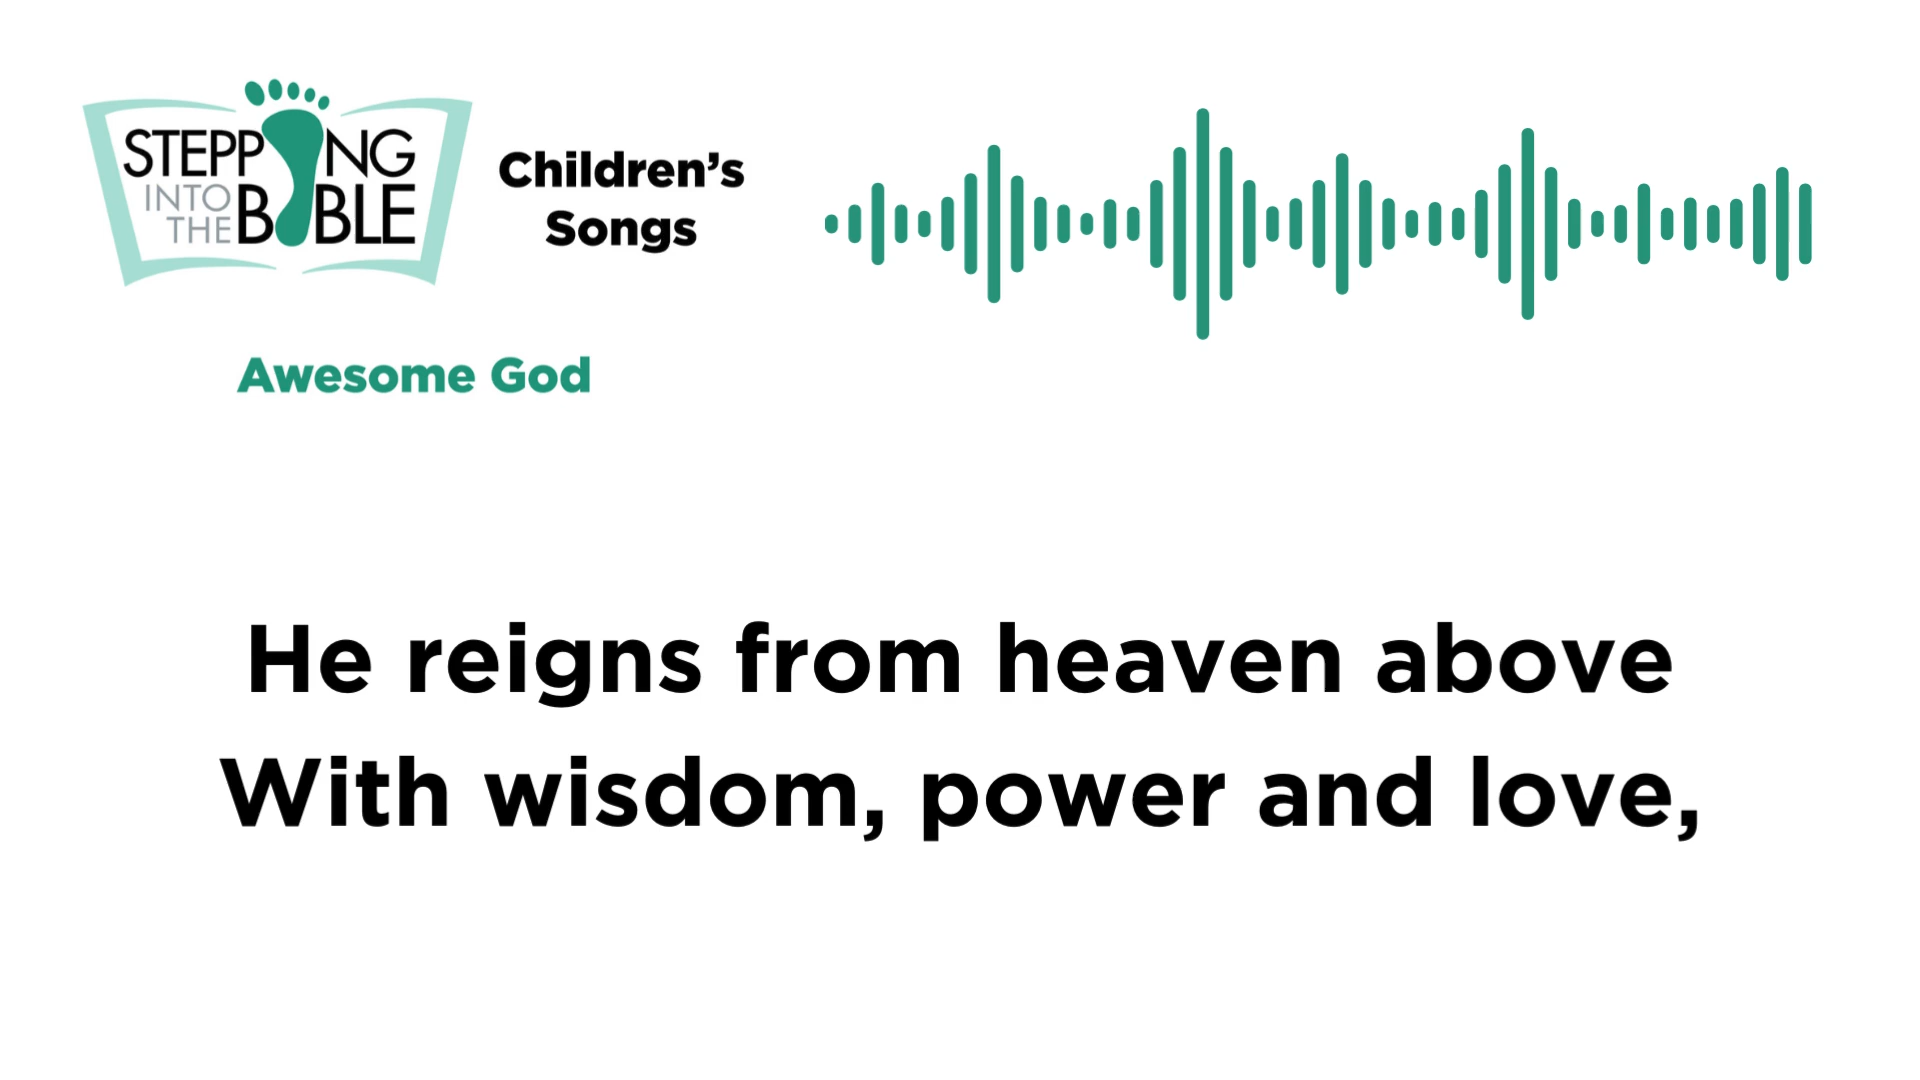 STEPPING
INTO
THE BIBLE
Children's
Songs
Awesome God
He reigns from heaven above
With wisdom, power and love,